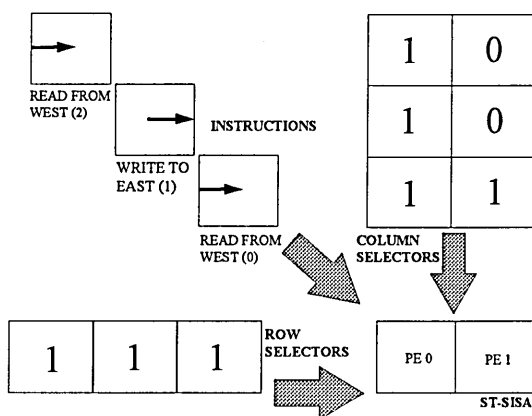 READ FROM
WEST (2)
INSTRUCTIONS
WRITE TO
EAST (1)
READ FROM
WEST (0)
1 0
1 0
1 1
COLUMN
SELECTORS
1 1 1
ROW
SELECTORS
PE 0 PE 1
ST-SISA